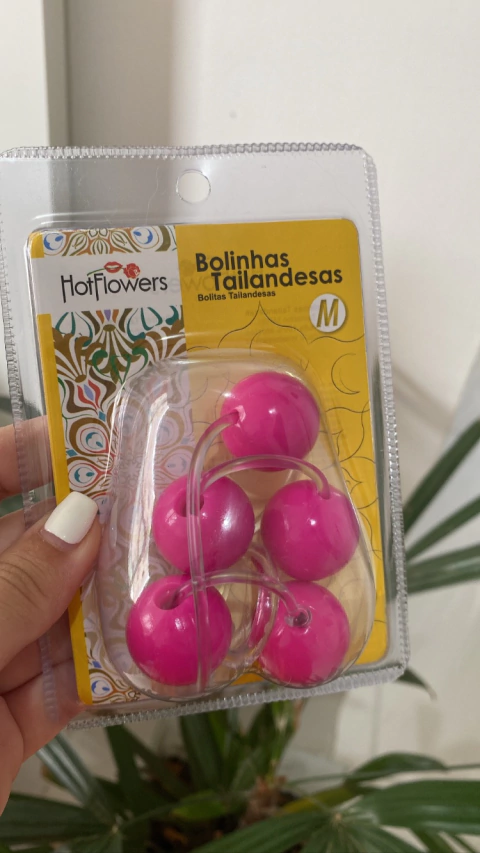 HotFlowers
Bolinhas
Tailandesas
Bolitas Tailandesas
M